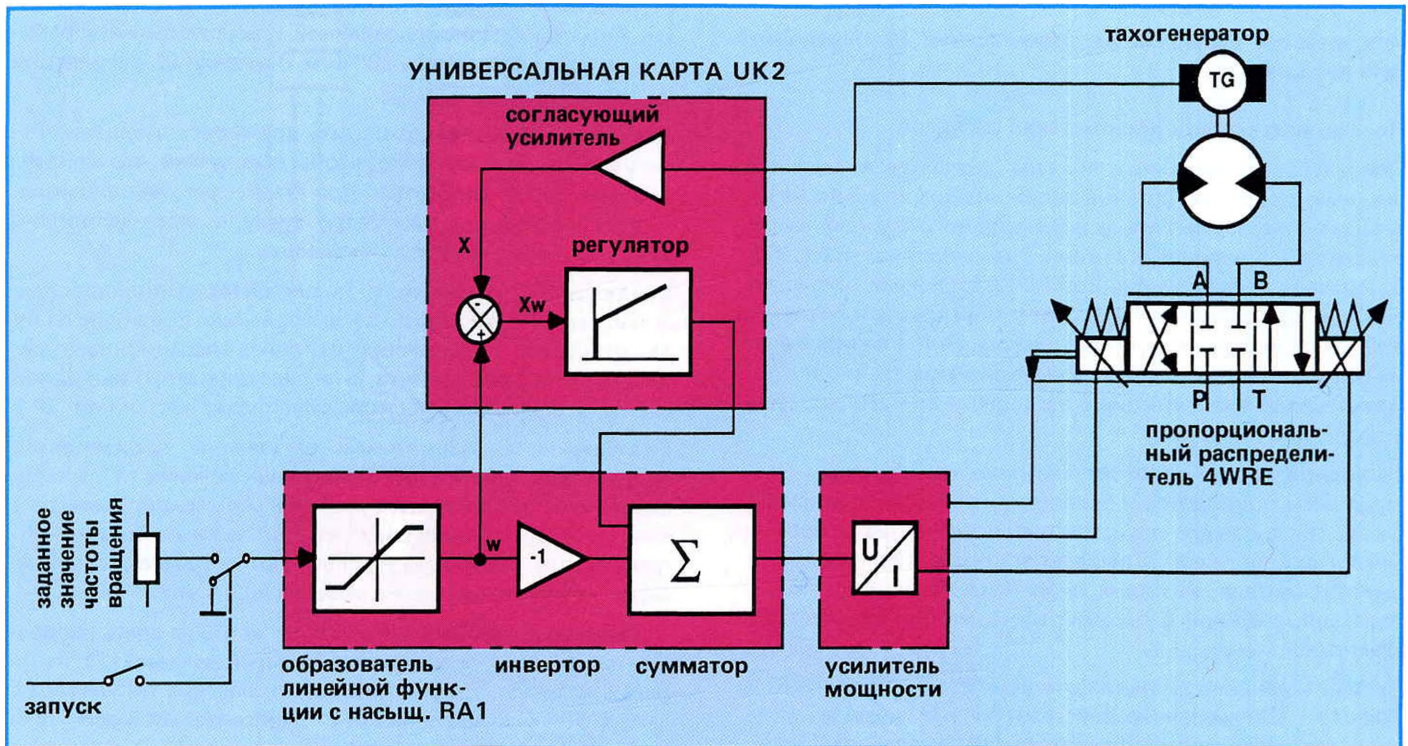 тахогенератор
TG
УНИВЕРСАЛЬНАЯ КАРТА UK2
согласующий
усилитель
X
регулятор
-
+
Xw
A B
P T
пропорциональ-
ный распредели-
тель 4WRE
заданное
значение
частоты
вращения
w
-1
Σ
U
I
запуск
образователь
линейной функ-
ции с насыщ. RA1
инвертор
сумматор
усилитель
мощности